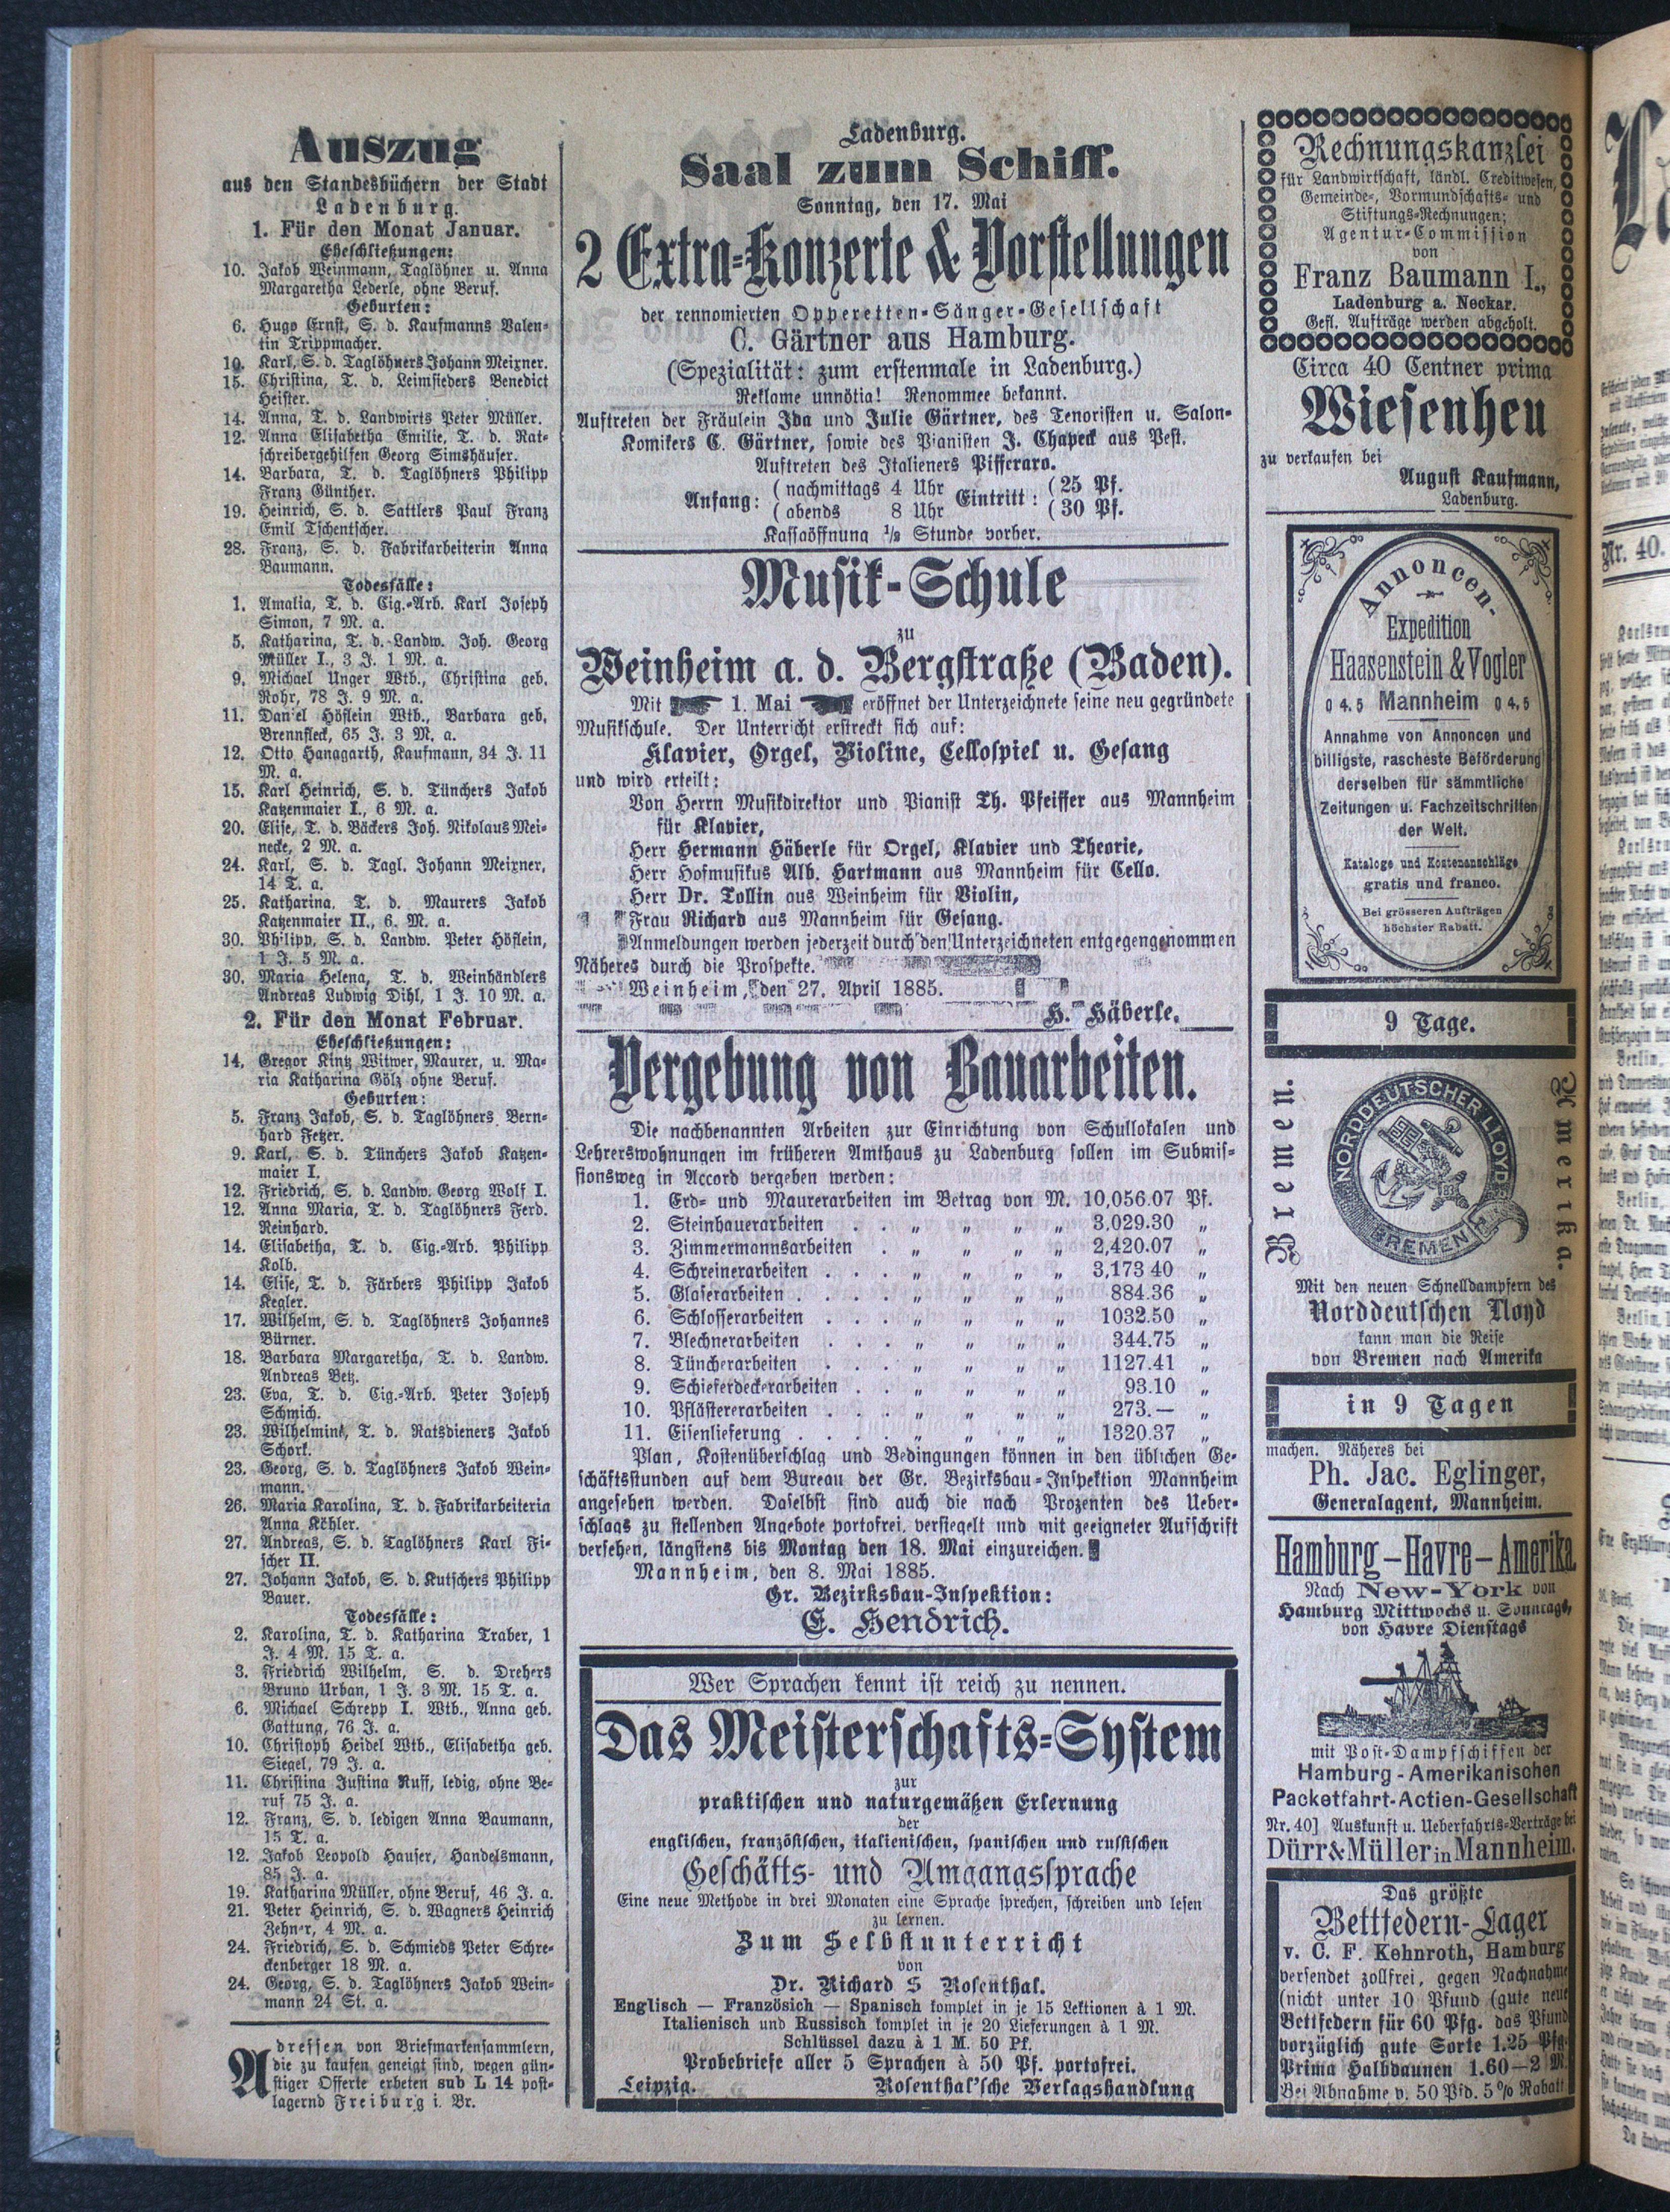 Auszug
aus den Standesbüchern der Stadt
Ladenburg.
1. Für den Monat Januar.
Eheschließungen:
10. Jakob Weinmann, Taglöhner u. Anna
Margaretha Lederle, ohne Beruf.
Geburten:
6. Hugo Ernst, S. d. Kaufmanns Valen-
tin Trippmacher.
10. Karl, S. d. Taglöhners Johann Meixner.
15. Christina, T. d. Leimsieders Benedict
Heister.
14. Anna, T. d. Landwirts Peter Müller.
12. Anna Elisabetha Emilie, T. d. Rat-
schreibergehilfen Georg Simshäuser.
14. Barbara, T. d. Taglöhners Philipp
Franz Günther.
19. Heinrich, S. d. Sattlers Paul Franz
Emil Tschentscher.
28. Franz, S. d. Fabrikarbeiterin Anna
Baumann.
Todesfälle:
1. Amalia, T. d. Cig.-Arb. Karl Joseph
Simon, 7 M. a.
5. Katharina, T. d. Landw. Joh. Georg
Müller I., 3 J. 1 M. a.
9. Michael Unger Wtb., Christina geb.
Rohr, 78 J. 9 M. a.
11. Daniel Höflein Wtb., Barbara geb.
Brennfleck, 65 J. 3 M. a.
12. Otto Hanagarth, Kaufmann, 34 J. 11
M. a.
15. Karl Heinrich, S. d. Tünchers Jakob
Katzenmaier I., 6 M. a.
20. Elise, T. d. Bäckers Joh. Nikolaus Mei-
necke, 2 M. a.
24. Karl, S. d. Tagl. Johann Meixner,
14 T. a.
25. Katharina, T. d. Maurers Jakob
Katzenmaier II., 6. M. a.
30. Philipp, S. d. Landw. Peter Höflein,
1 J. 5 M. a.
30. Maria Helena, T. d. Weinhändlers
Andreas Ludwig Dihl, 1 J. 10 M. a.
2. Für den Monat Februar.
Eheschließungen:
14. Gregor Kintz Witwer, Maurer, u. Ma-
ria Katharina Gölz ohne Beruf.
Geburten:
5. Franz Jakob, S. d. Taglöhners Bern-
hard Fetzer.
9. Karl, S. d. Tünchers Jakob Katzen-
maier I.
12. Friedrich, S. d. Landw. Georg Wolf I.
12. Anna Maria, T. d. Taglöhners Ferd.
Reinhard.
14. Elisabetha, T. d. Cig.-Arb. Philipp
Kolb.
14. Elise, T. d. Färbers Philipp Jakob
Kegler.
17. Wilhelm, S. d. Taglöhners Johannes
Bürner.
18. Barbara Margaretha, T. d. Landw.
Andreas Betz.
23. Eva, T. d. Cig.-Arb. Peter Joseph
Schmich.
23. Wilhelmine, T. d. Ratsdieners Jakob
Schork.
23. Georg, S. d. Taglöhners Jakob Wein-
mann.
26. Maria Karolina, T. d. Fabrikarbeiteria
Anna Köhler.
27. Andreas, S. d. Taglöhners Karl Fi-
scher II.
27. Johann Jakob, S. d. Kutschers Philipp
Bauer.
Todesfälle:
2. Karolina, T. d. Katharina Traber, 1
J. 4 M. 15 T. a.
3. Friedrich Wilhelm, S. d. Drehers
Bruno Urban, 1 J. 3 M. 15 T. a.
6. Michael Schrepp I. Wtb., Anna geb.
Gattung, 76 J. a.
10. Christoph Heidel Wtb., Elisabetha geb.
Siegel, 79 J. a.
11. Christina Justina Ruff, ledig, ohne Be-
ruf 75 J. a.
12. Franz, S. d. ledigen Anna Baumann,
15 T. a.
12. Jakob Leopold Hauser, Handelsmann,
85 J. a.
19. Katharina Müller, ohne Beruf, 46 J. a.
21. Peter Heinrich, S. d. Wagners Heinrich
Zehner, 4 M. a.
24. Friedrich, S. d. Schmieds Peter Schre-
ckenberger 18 M. a.
24. Georg, S. d. Taglöhners Jakob Wein-
mann 24 St. a.
Adressen von Briefmarkensammlern,
die zu kaufen geneigt sind, wegen gün-
stiger Offerte erbeten sub L 14 post-
lagernd Freiburg i. Br.
Ladenburg.
Saal zum Schiff.
Sonntag, den 17. Mai
2 Extra-Konzerte & Vorstellungen
der rennomierten Opperetten-Sänger-Gesellschaft
C. Gärtner aus Hamburg.
(Spezialität: zum erstenmale in Ladenburg.)
Reklame unnötia! Renommee bekannt.
Auftreten der Fräulein Ida und Julie Gärtner, des Tenoristen u. Salon-
Komikers C. Gärtner, sowie des Pianisten J. Chapeck aus Pest.
Auftreten des Italieners Pifferaro.
Anfang: (nachmittags 4 Uhr Eintritt: (25 Pf.
(abends 8 Uhr (30 Pf.
Kassaöffnung ½ Stunde vorher.
Musik-Schule
zu
Weinheim a. d. Bergstraße (Baden).
Mit 1. Mai eröffnet der Unterzeichnete seine neu gegründete
Musikschule. Der Unterricht erstreckt sich auf:
Klavier, Orgel, Violine, Cellospiel u. Gesang
und wird erteilt:
Von Herrn Musikdirektor und Pianist Th. Pfeiffer aus Mannheim
für Klavier,
Herr Hermann Häberle für Orgel, Klavier und Theorie,
Herr Hofmusikus Alb. Hartmann aus Mannheim für Cello.
Herr Dr. Tollin aus Weinheim für Violin,
Frau Richard aus Mannheim für Gesang.
Anmeldungen werden jederzeit durch den Unterzeichneten entgegengenommen
Näheres durch die Prospekte.
Weinheim, den 27. April 1885.
H. Häberle.
Vergebung von Bauarbeiten.
Die nachbenannten Arbeiten zur Einrichtung von Schullokalen und
Lehrerswohnungen im früheren Amthaus zu Ladenburg sollen im Submis-
sionsweg in Accord vergeben werden:
1. Erd- und Maurerarbeiten im Betrag von M. 10,056.07 Pf.
2. Steinhauerarbeiten . . „ „ „ „ 3,029.30 „
3. Zimmermannsarbeiten . „ „ „ „ 2,420.07 „
4. Schreinerarbeiten . . . „ „ „ „ 3,173 40 „
5. Glaserarbeiten . . . . „ „ „ „ 884.36 „
6. Schlosserarbeiten . . . „ „ „ „ 1032.50 „
7. Blechnerarbeiten . . . „ „ „ „ 344.75 „
8. Tüncherarbeiten . . . „ „ „ „ 1127.41 „
9. Schieferdeckerarbeiten . . „ „ „ „ 93.10 „
10. Pflästererarbeiten . . . „ „ „ „ 273.— „
11. Eisenlieferung . . . . „ „ „ „ 1320.37 „
Plan, Kostenüberschlag und Bedingungen können in den üblichen Ge-
schäftsstunden auf dem Bureau der Gr. Bezirksbau-Inspektion Mannheim
angesehen werden. Daselbst sind auch die nach Prozenten des Ueber-
schlags zu stellenden Angebote portofrei, versiegelt und mit geeigneter Aufschrift
versehen, längstens bis Montag den 18. Mai einzureichen.
Mannheim, den 8. Mai 1885.
Gr. Bezirksbau-Inspektion:
E. Hendrich.
Wer Sprachen kennt ist reich zu nennen.
Das Meisterschafts-System
zur
praktischen und naturgemäßen Erlernung
der
englischen, französischen, italienischen, spanischen und russischen
Geschäfts- und Umgangssprache
Eine neue Methode in drei Monaten eine Sprache sprechen, schreiben und lesen
zu lernen.
Zum Selbstunterricht
von
Dr. Richard S Rosenthal.
Englisch — Französich — Spanisch komplet in je 15 Lektionen à 1 M.
Italienisch und Russisch komplet in je 20 Lieferungen à 1 M.
Schlüssel dazu à 1 M. 50 Pf.
Probebriefe aller 5 Sprachen à 50 Pf. portofrei.
Leipzig. Rosenthal'sche Verlagshandlung
Rechnungskanzlei
für Landwirtschaft, ländl. Creditwesen,
Gemeinde-, Vormundschafts- und
Stiftungs-Rechnungen;
Agentur-Commission
von
Franz Baumann I.,
Ladenburg a. Neckar.
Gefl. Aufträge werden abgeholt.
Circa 40 Centner prima
Wiesenheu
zu verkaufen bei
August Kaufmann,
Ladenburg.
Annoncen-
Expedition
Haasenstein & Vogler
Q 4, 5 Mannheim Q 4, 5
Annahme von Annoncen und
billigste, rascheste Beförderung
derselben für sämmtliche
Zeitungen u. Fachzeitschriften
der Welt.
Kataloge und Kostenanschläge
gratis und franco.
Bei grösseren Aufträgen
höchster Rabatt.
9 Tage.
Bremen.
NORDDEUTSCHER LLOYD
BREMEN
Amerika.
Mit den neuen Schnelldampfern des
Norddeutschen Lloyd
kann man die Reise
von Bremen nach Amerika
in 9 Tagen
machen. Näheres bei
Ph. Jac. Eglinger,
Generalagent, Mannheim.
Hamburg–Havre–Amerika
Nach New-York von
Hamburg Mittwochs u. Sonntags,
von Havre Dienstags
mit Post-Dampfschiffen der
Hamburg-Amerikanischen
Packetfahrt-Actien-Gesellschaft
Nr. 40] Auskunft u. Ueberfahrts-Verträge bei
Dürr & Müller in Mannheim.
Das größte
Bettfedern-Lager
v. C. F. Kehnroth, Hamburg
versendet zollfrei, gegen Nachnahme
(nicht unter 10 Pfund (gute neue
Bettfedern für 60 Pfg. das Pfund
vorzüglich gute Sorte 1.25 Pfg.
Prima Halbdaunen 1.60–2 M.
Bei Abnahme v. 50 Pfd. 5% Rabatt
Nr. 40.